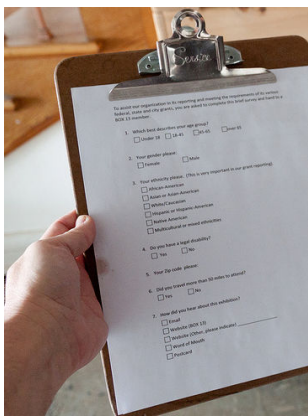 To avoid our organization in its reporting and meeting the requirements of its various
federal, state and city grants, you are asked to complete this brief survey and hand to a
BOX 13 member.
1. Which best describes your age group?
Under 18 18-45 45-65 over 65
2. Your gender please:
Female Male
3. Your ethnicity please. (This is very important in our grant reporting)
African-American
Asian or Asian-American
White/Caucasian
Hispanic or Hispanic-American
Native American
Multicultural or mixed ethnicities
4. Do you have a legal disability?
Yes No
5. Your Zip code please:
6. Did you travel more than 50 miles to attend?
Yes No
7. How did you hear about this exhibition?
Email
Website (BOX 13)
Website (Other, please indicate)
Word of Mouth
Postcard